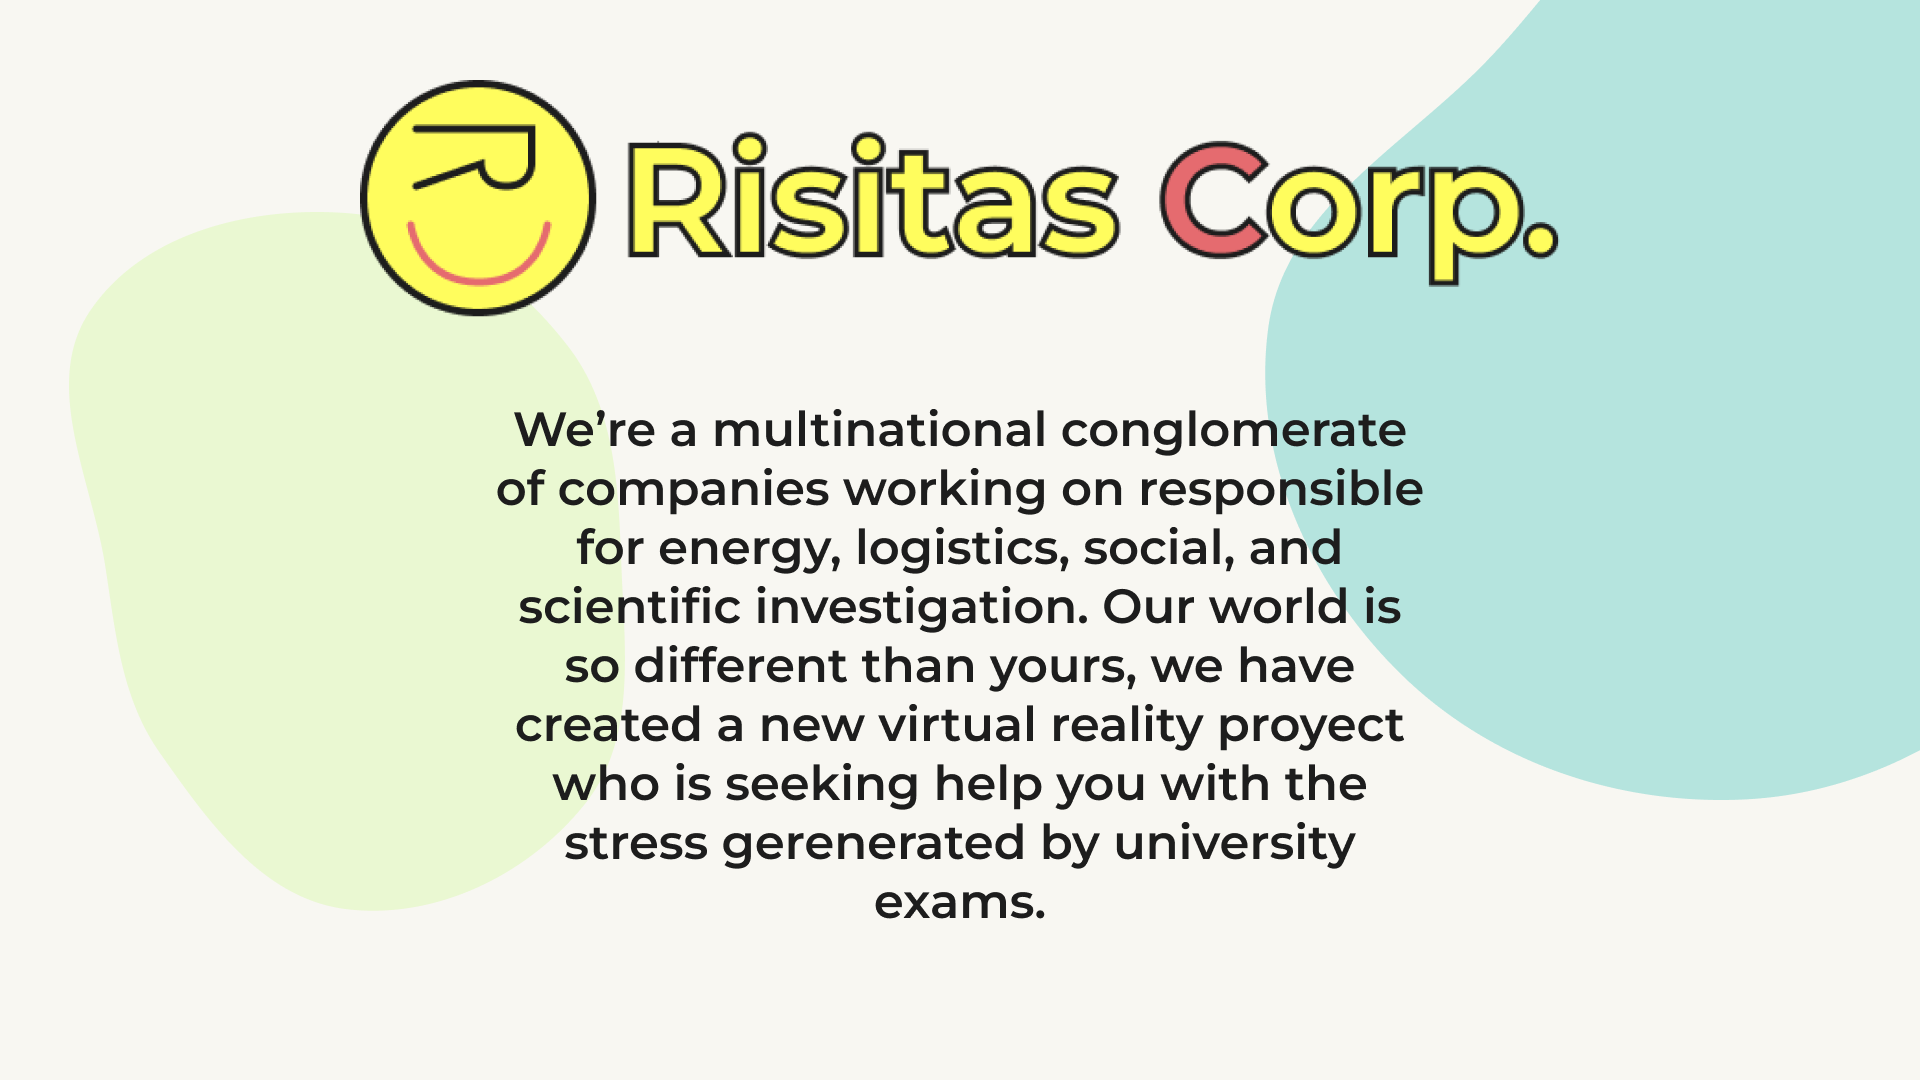 Risitas Corp.
We’re a multinational conglomerate
of companies working on responsible
for energy, logistics, social, and
scientific investigation. Our world is
so different than yours, we have
created a new virtual reality proyect
who is seeking help you with the
stress gerenerated by university
exams.